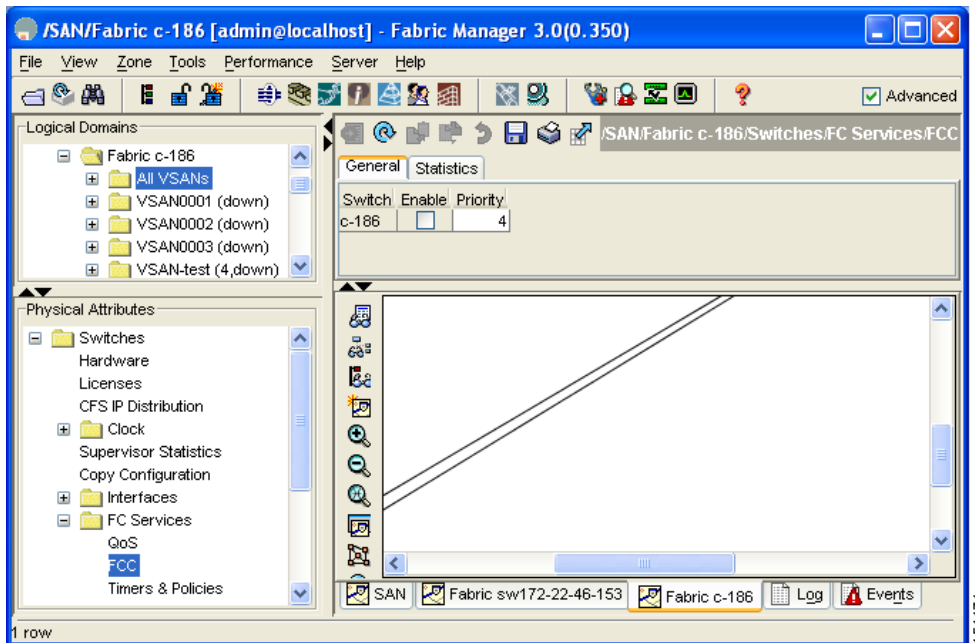 /SAN/Fabric c-186 [admin@localhost] - Fabric Manager 3.0(0.350)
File View Zone Tools Performance Server Help
Advanced
Logical Domains
Fabric c-186
All VSANs
VSAN0001 (down)
VSAN0002 (down)
VSAN0003 (down)
VSAN-test (4,down)
/SAN/Fabric c-186/Switches/FC Services/FCC
General Statistics
Switch Enable Priority
c-186 4
Physical Attributes
Switches
Hardware
Licenses
CFS IP Distribution
Clock
Supervisor Statistics
Copy Configuration
Interfaces
FC Services
QoS
FCC
Timers & Policies
SAN Fabric sw172-22-46-153 Fabric c-186 Log Events
1 row